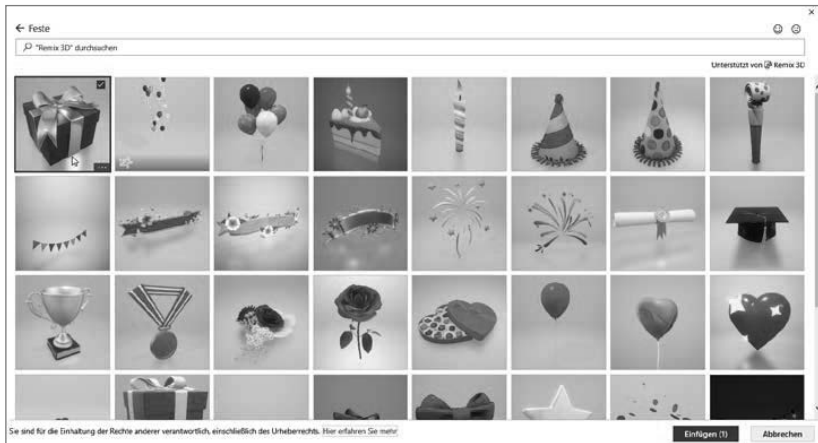 Feste
"Remix 3D" durchsuchen
Unterstützt von Remix 3D
Sie sind für die Einhaltung der Rechte anderer verantwortlich, einschließlich des Urheberrechts. Hier erfahren Sie mehr
Einfügen (1)
Abbrechen